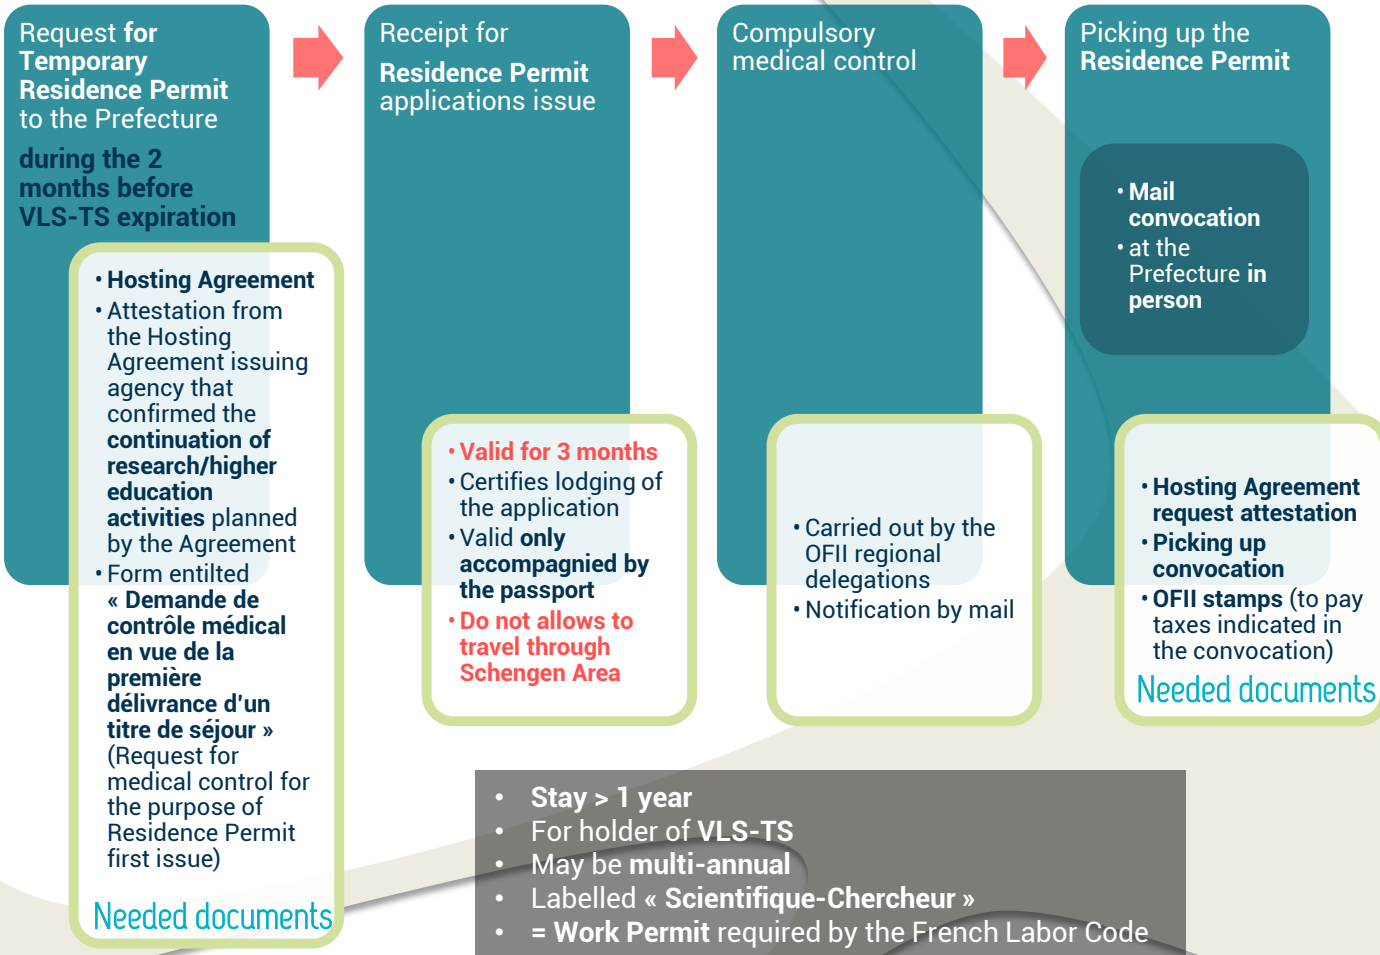 Request for
Temporary
Residence Permit
to the Prefecture
during the 2
months before
VLS-TS expiration
• Hosting Agreement
• Attestation from
the Hosting
Agreement issuing
agency that
confirmed the
continuation of
research/higher
education
activities planned
by the Agreement
• Form entilted
« Demande de
contrôle médical
en vue de la
première
délivrance d'un
titre de séjour »
(Request for
medical control for
the purpose of
Residence Permit
first issue)
Needed documents
Receipt for
Residence Permit
applications issue
• Valid for 3 months
• Certifies lodging of
the application
• Valid only
accompagnied by
the passport
• Do not allows to
travel through
Schengen Area
Compulsory
medical control
• Carried out by the
OFII regional
delegations
• Notification by mail
Picking up the
Residence Permit
• Mail
convocation
• at the
Prefecture in
person
• Hosting Agreement
request attestation
• Picking up
convocation
• OFII stamps (to pay
taxes indicated in
the convocation)
Needed documents
• Stay > 1 year
• For holder of VLS-TS
• May be multi-annual
• Labelled « Scientifique-Chercheur »
• = Work Permit required by the French Labor Code